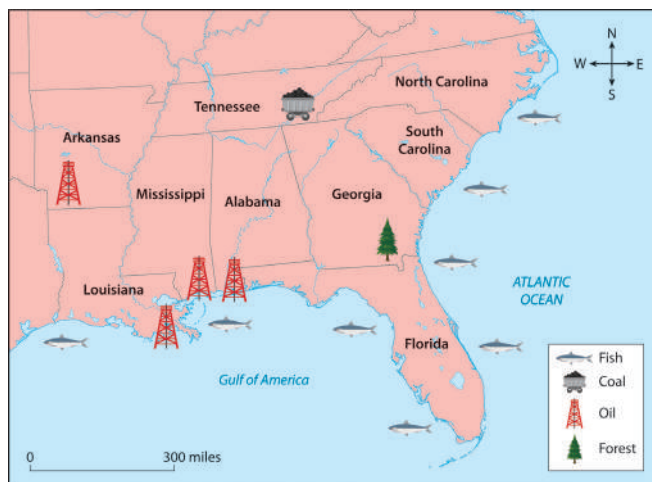 N
W E
S
North Carolina
Tennessee
Arkansas
South
Carolina
Mississippi
Alabama
Georgia
Louisiana
ATLANTIC
OCEAN
Florida
Gulf of America
Fish
Coal
Oil
Forest
0 300 miles